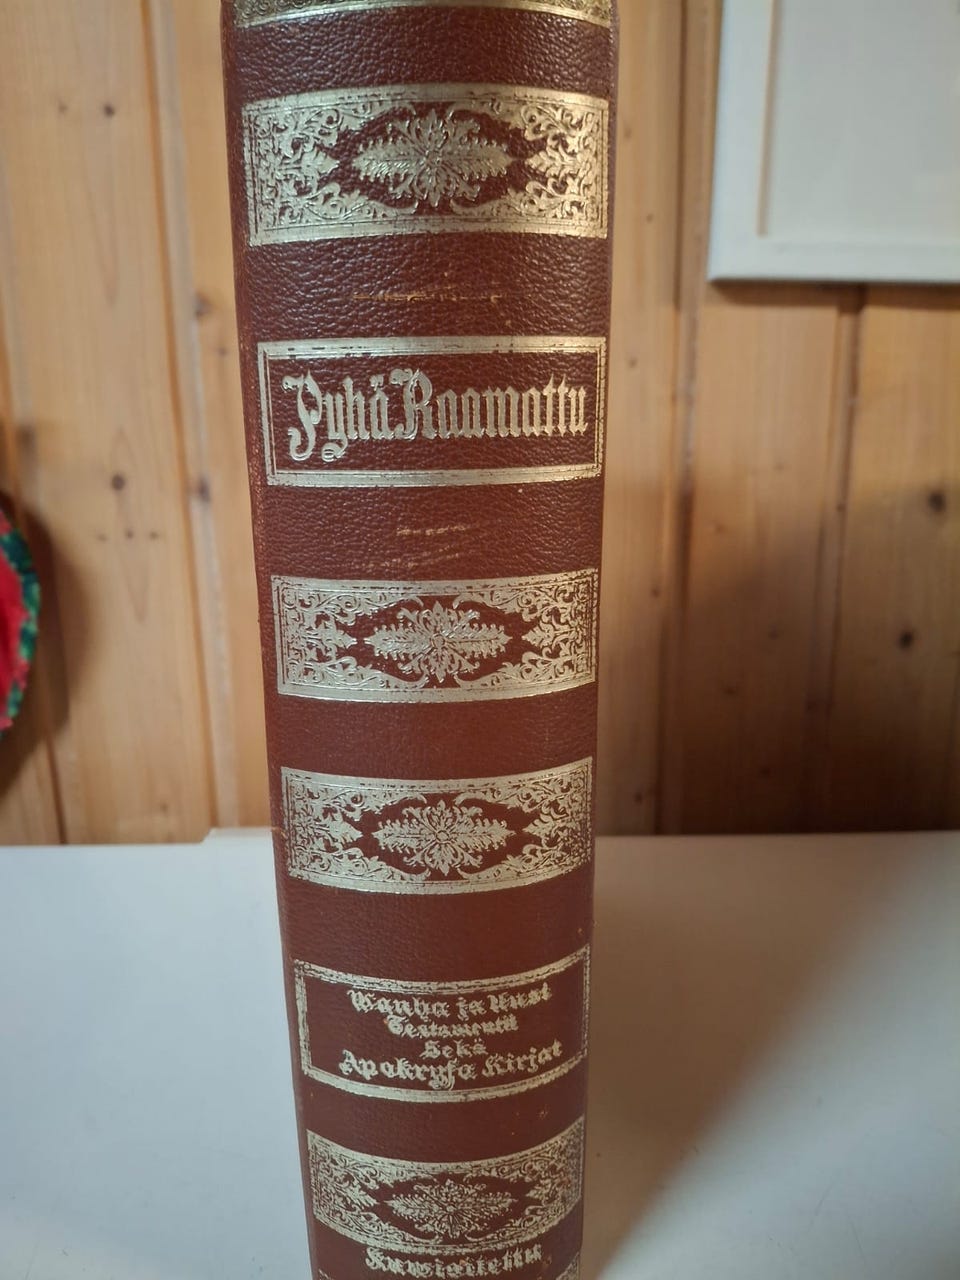 Pyhä Raamattu
Wanha ja Uusi
Testamentti
Sekä
Apokryfa Kirjat
Kuwitettu